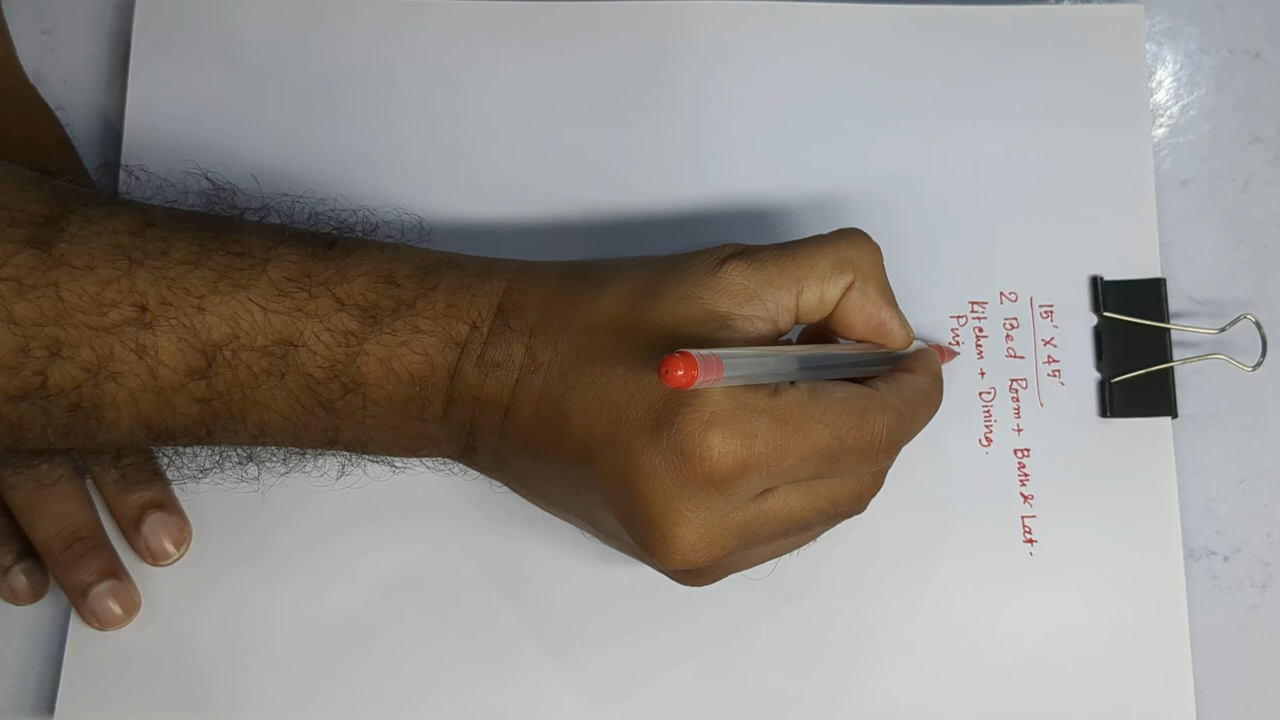 15' X 45'
2 Bed Room + Bath & Lat.
Kitchen + Dining.